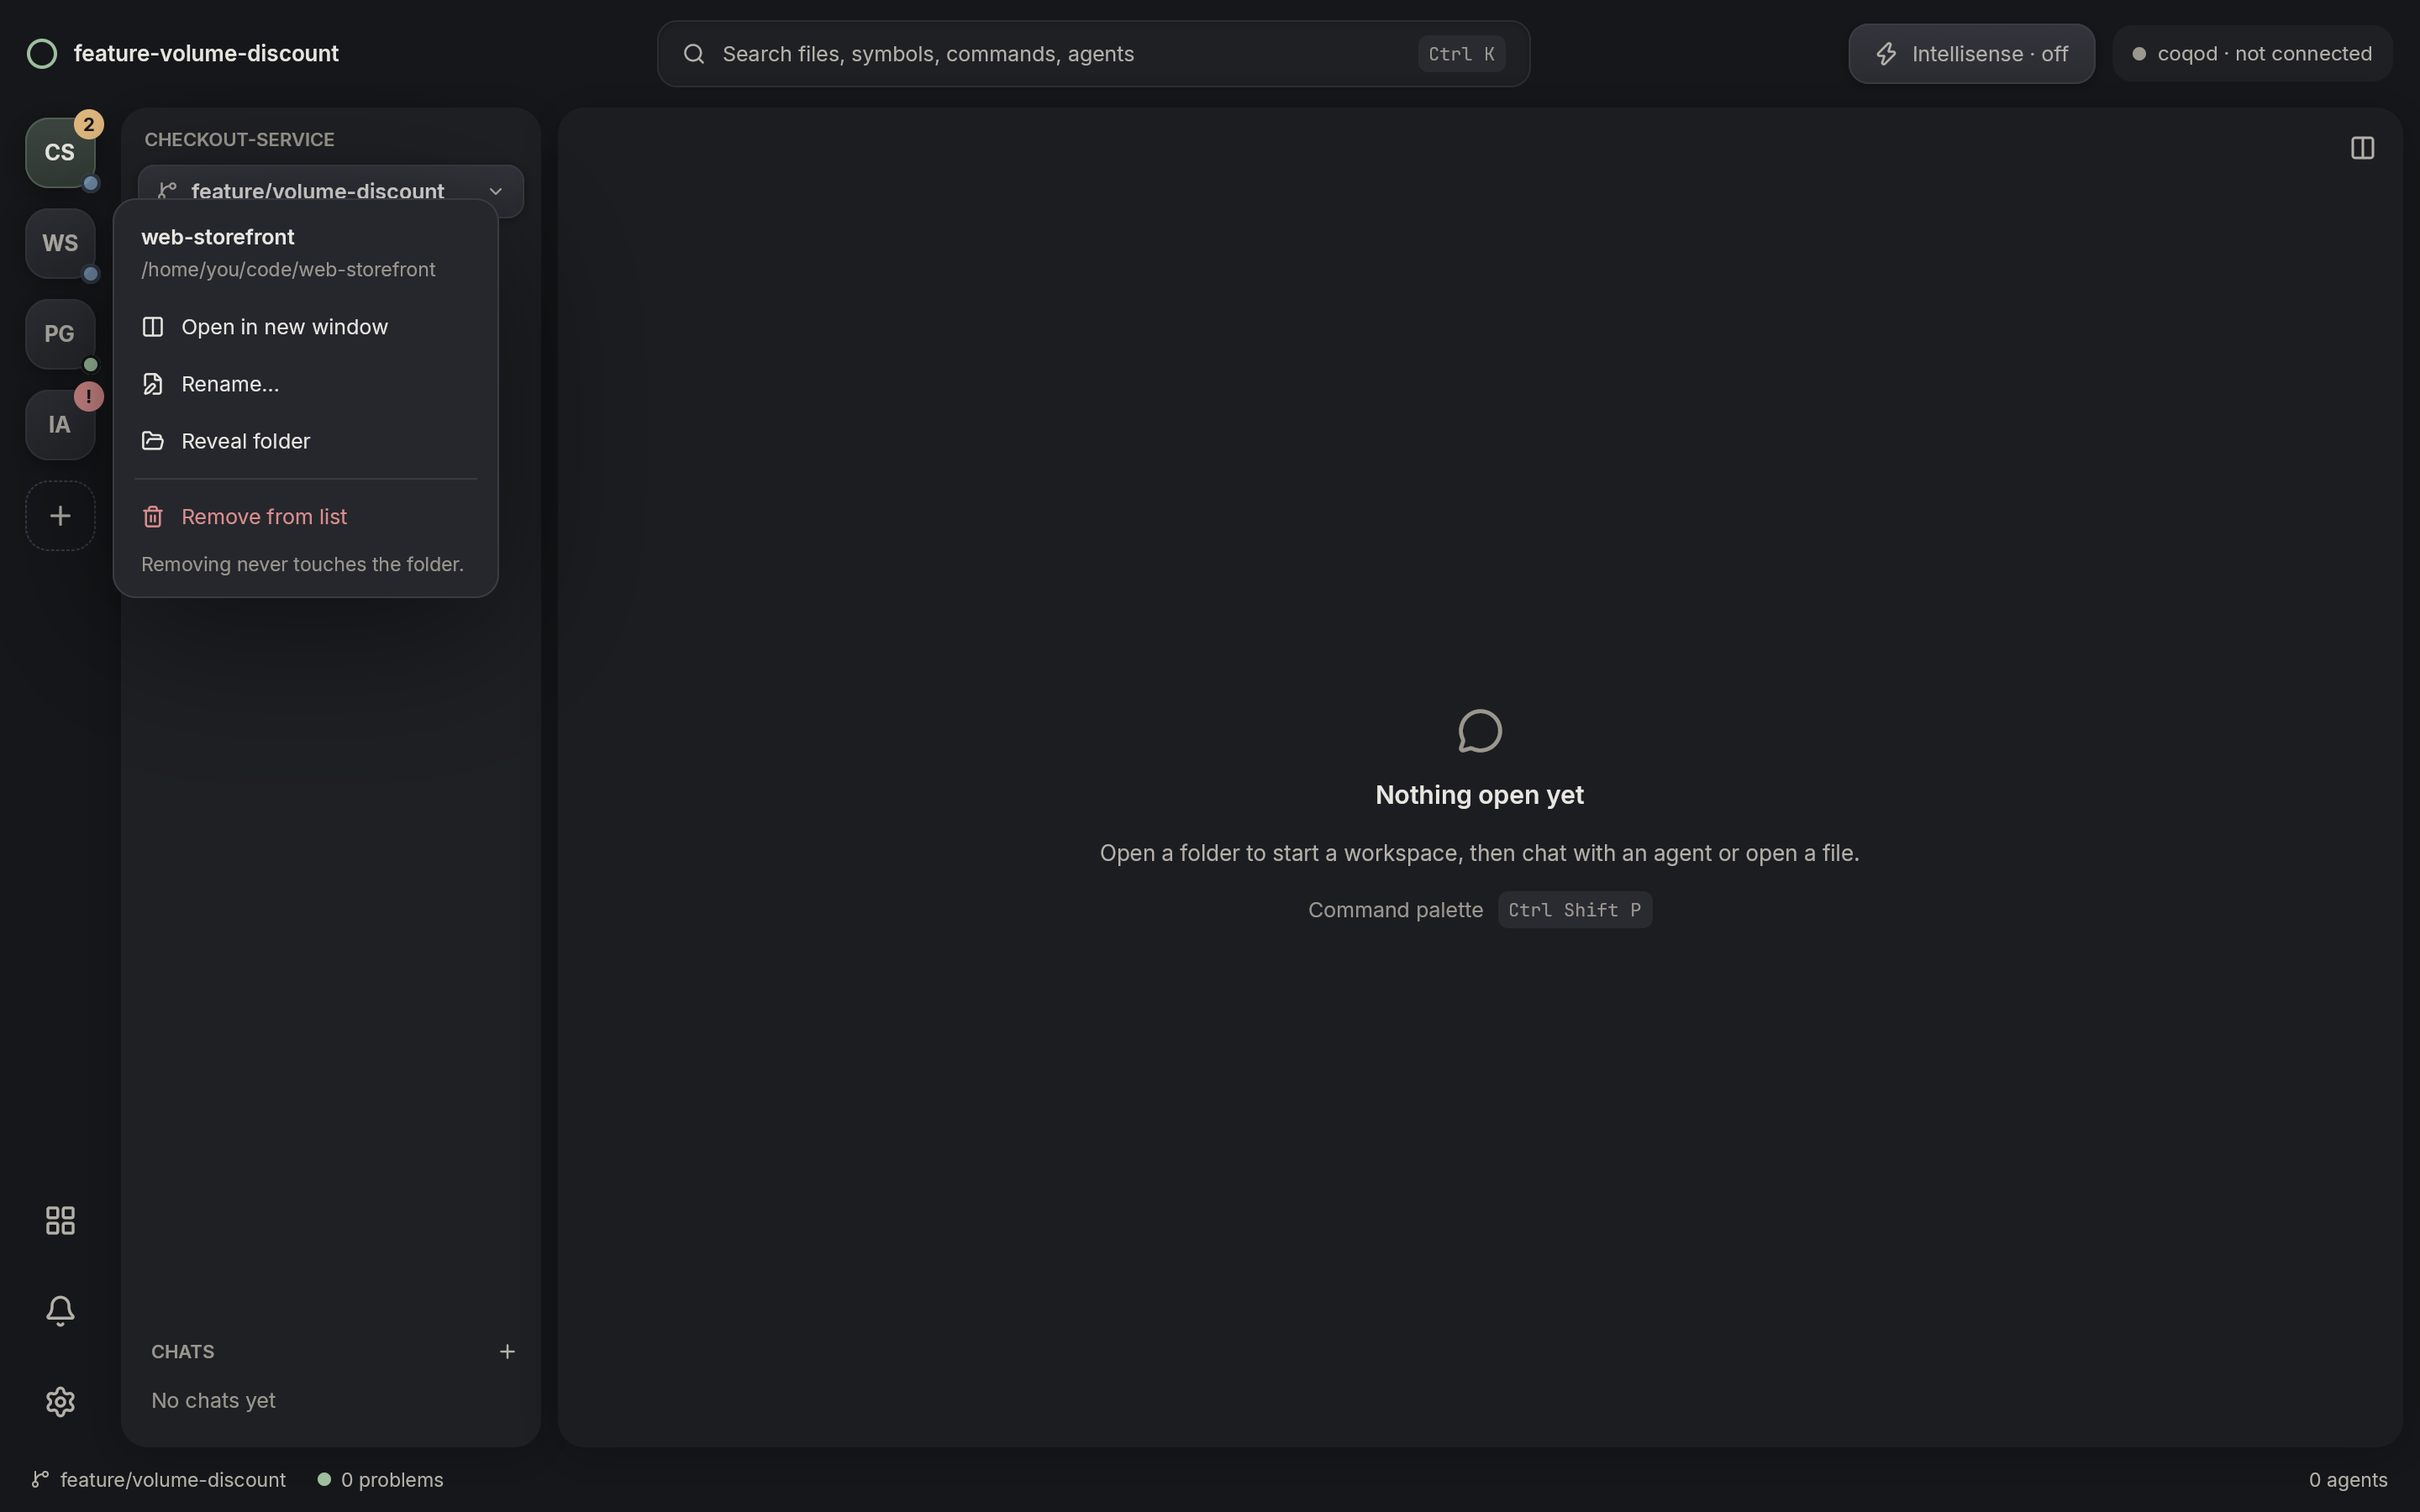 feature-volume-discount
Search files, symbols, commands, agents
Ctrl K
Intellisense · off
coqod · not connected
CS
2
WS
PG
IA
!
CHECKOUT-SERVICE
feature/volume-discount
web-storefront
/home/you/code/web-storefront
Open in new window
Rename...
Reveal folder
Remove from list
Removing never touches the folder.
Nothing open yet
Open a folder to start a workspace, then chat with an agent or open a file.
Command palette Ctrl Shift P
CHATS
No chats yet
feature/volume-discount
0 problems
0 agents